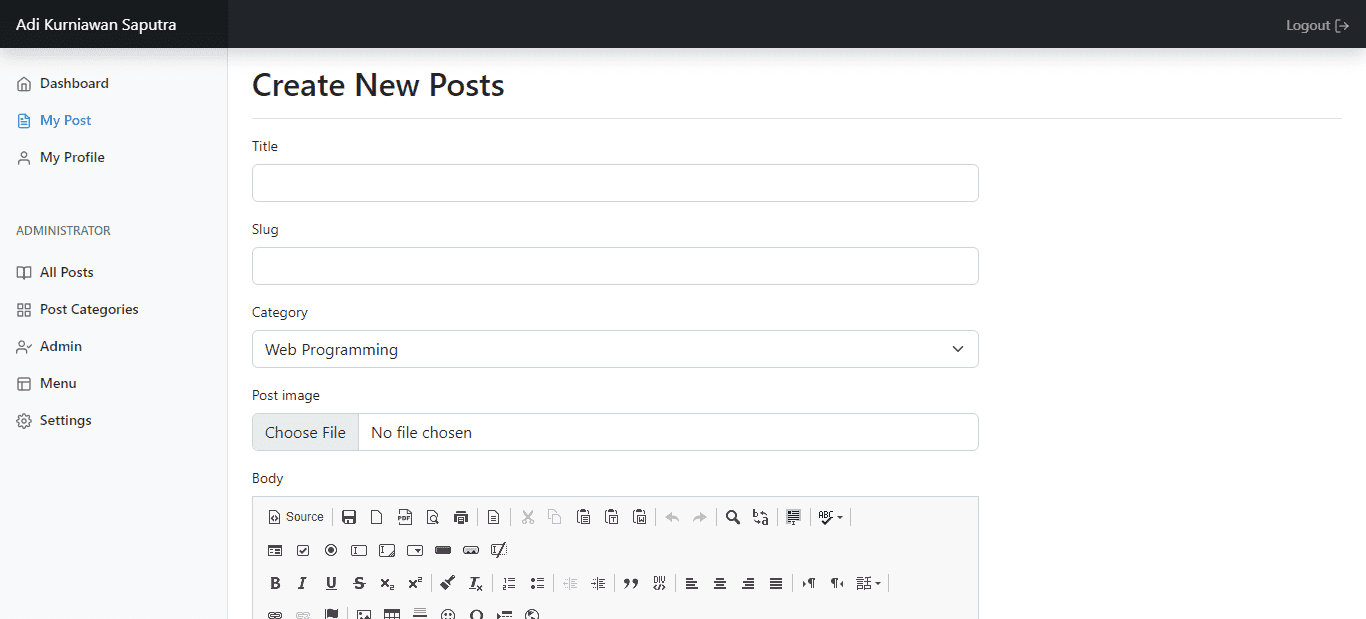 Adi Kurniawan Saputra
Logout
Dashboard
My Post
My Profile
ADMINISTRATOR
All Posts
Post Categories
Admin
Menu
Settings
Create New Posts
Title
Slug
Category
Web Programming
Post image
Choose File No file chosen
Body
Source